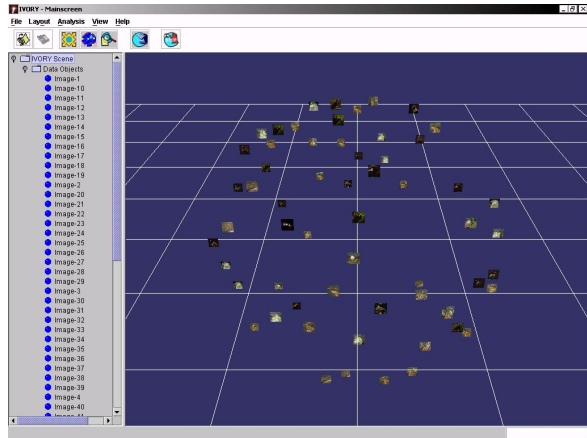 IVORY - Mainscreen
File Layout Analysis View Help
IVORY Scene
Data Objects
Image-1
Image-10
Image-11
Image-12
Image-13
Image-14
Image-15
Image-16
Image-17
Image-18
Image-19
Image-2
Image-20
Image-21
Image-22
Image-23
Image-24
Image-25
Image-26
Image-27
Image-28
Image-29
Image-3
Image-30
Image-31
Image-32
Image-33
Image-34
Image-35
Image-36
Image-37
Image-38
Image-39
Image-4
Image-40